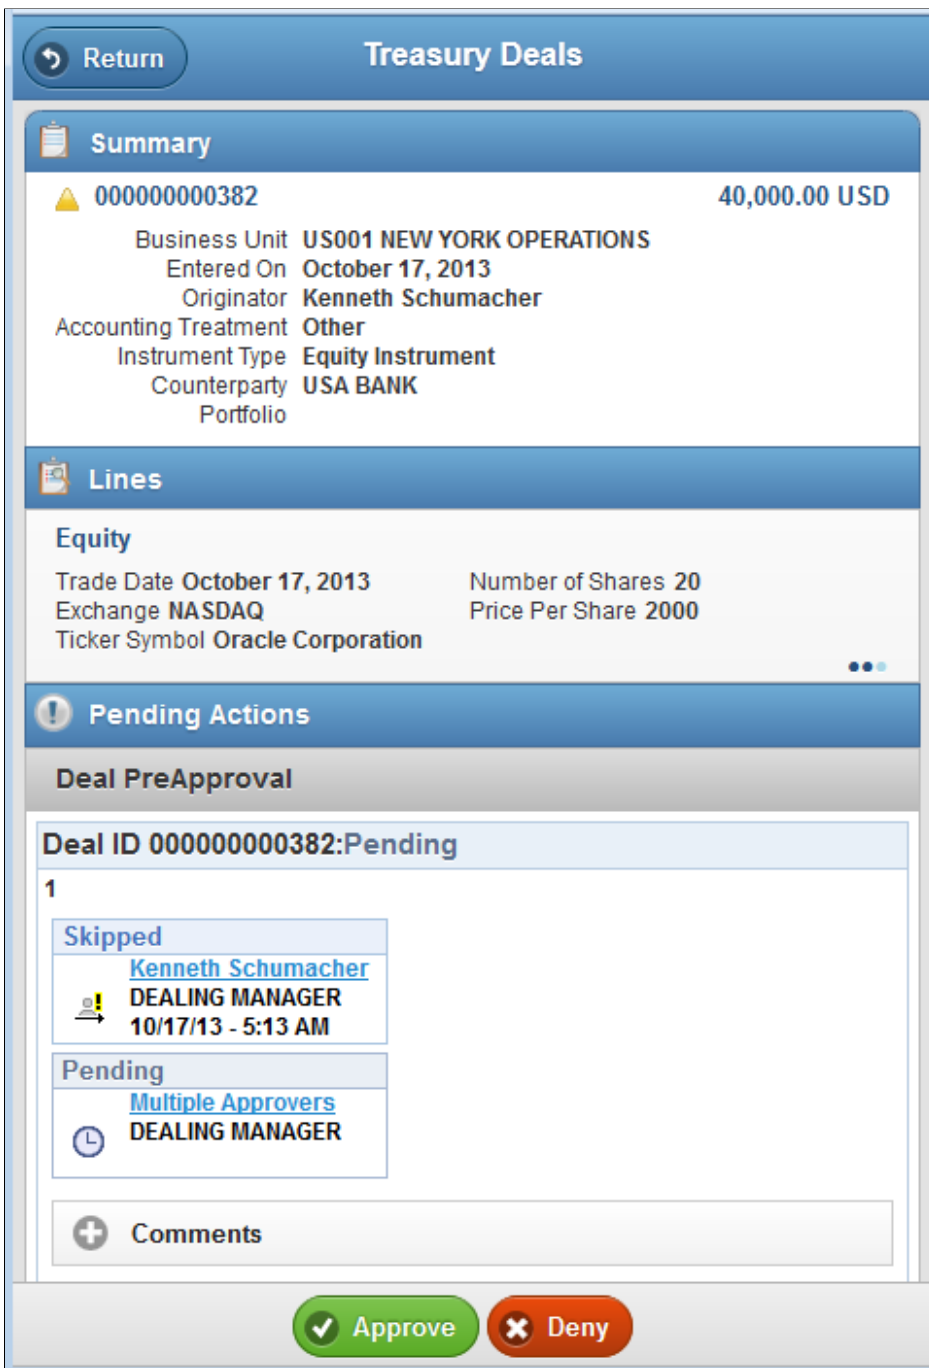 Return
Treasury Deals
Summary
000000000382 40,000.00 USD
Business Unit US001 NEW YORK OPERATIONS
Entered On October 17, 2013
Originator Kenneth Schumacher
Accounting Treatment Other
Instrument Type Equity Instrument
Counterparty USA BANK
Portfolio
Lines
Equity
Trade Date October 17, 2013 Number of Shares 20
Exchange NASDAQ Price Per Share 2000
Ticker Symbol Oracle Corporation
Pending Actions
Deal PreApproval
Deal ID 000000000382:Pending
1
Skipped
Kenneth Schumacher
DEALING MANAGER
10/17/13 - 5:13 AM
Pending
Multiple Approvers
DEALING MANAGER
Comments
Approve Deny